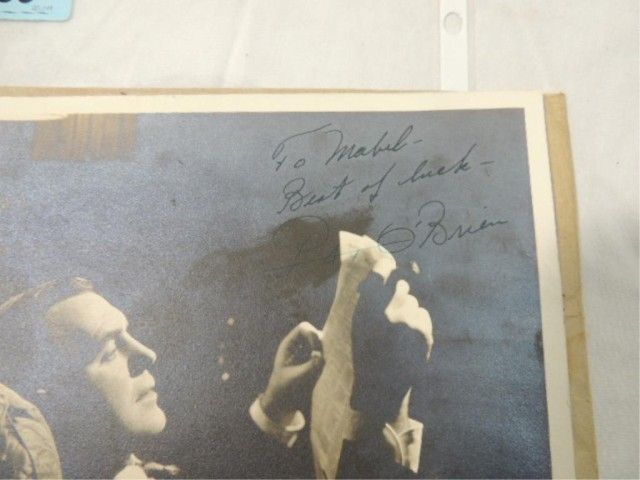 To Mabel-
Best of luck-
O'Brien